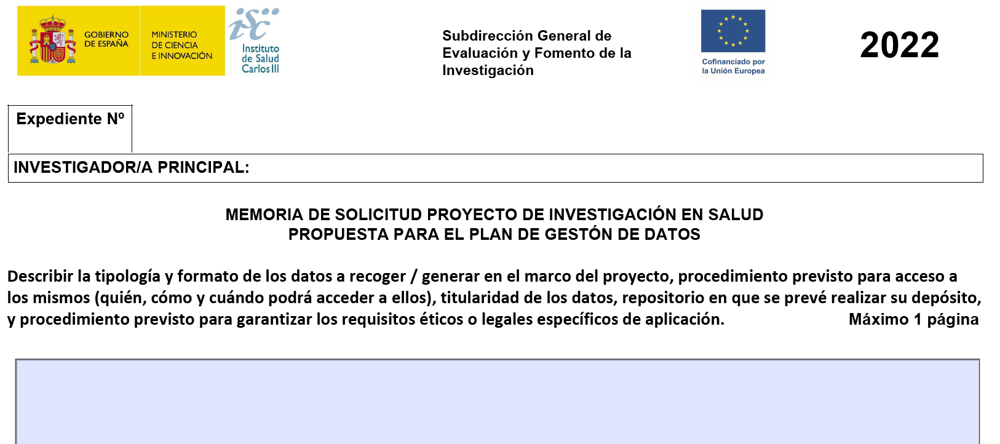 GOBIERNO
DE ESPAÑA
MINISTERIO
DE CIENCIA
E INNOVACIÓN
isc
Instituto
de Salud
Carlos III
Subdirección General de
Evaluación y Fomento de la
Investigación
Cofinanciado por
la Unión Europea
2022
Expediente Nº
INVESTIGADOR/A PRINCIPAL:
MEMORIA DE SOLICITUD PROYECTO DE INVESTIGACIÓN EN SALUD
PROPUESTA PARA EL PLAN DE GESTÓN DE DATOS
Describir la tipología y formato de los datos a recoger / generar en el marco del proyecto, procedimiento previsto para acceso a
los mismos (quién, cómo y cuándo podrá acceder a ellos), titularidad de los datos, repositorio en que se prevé realizar su depósito,
y procedimiento previsto para garantizar los requisitos éticos o legales específicos de aplicación. Máximo 1 página